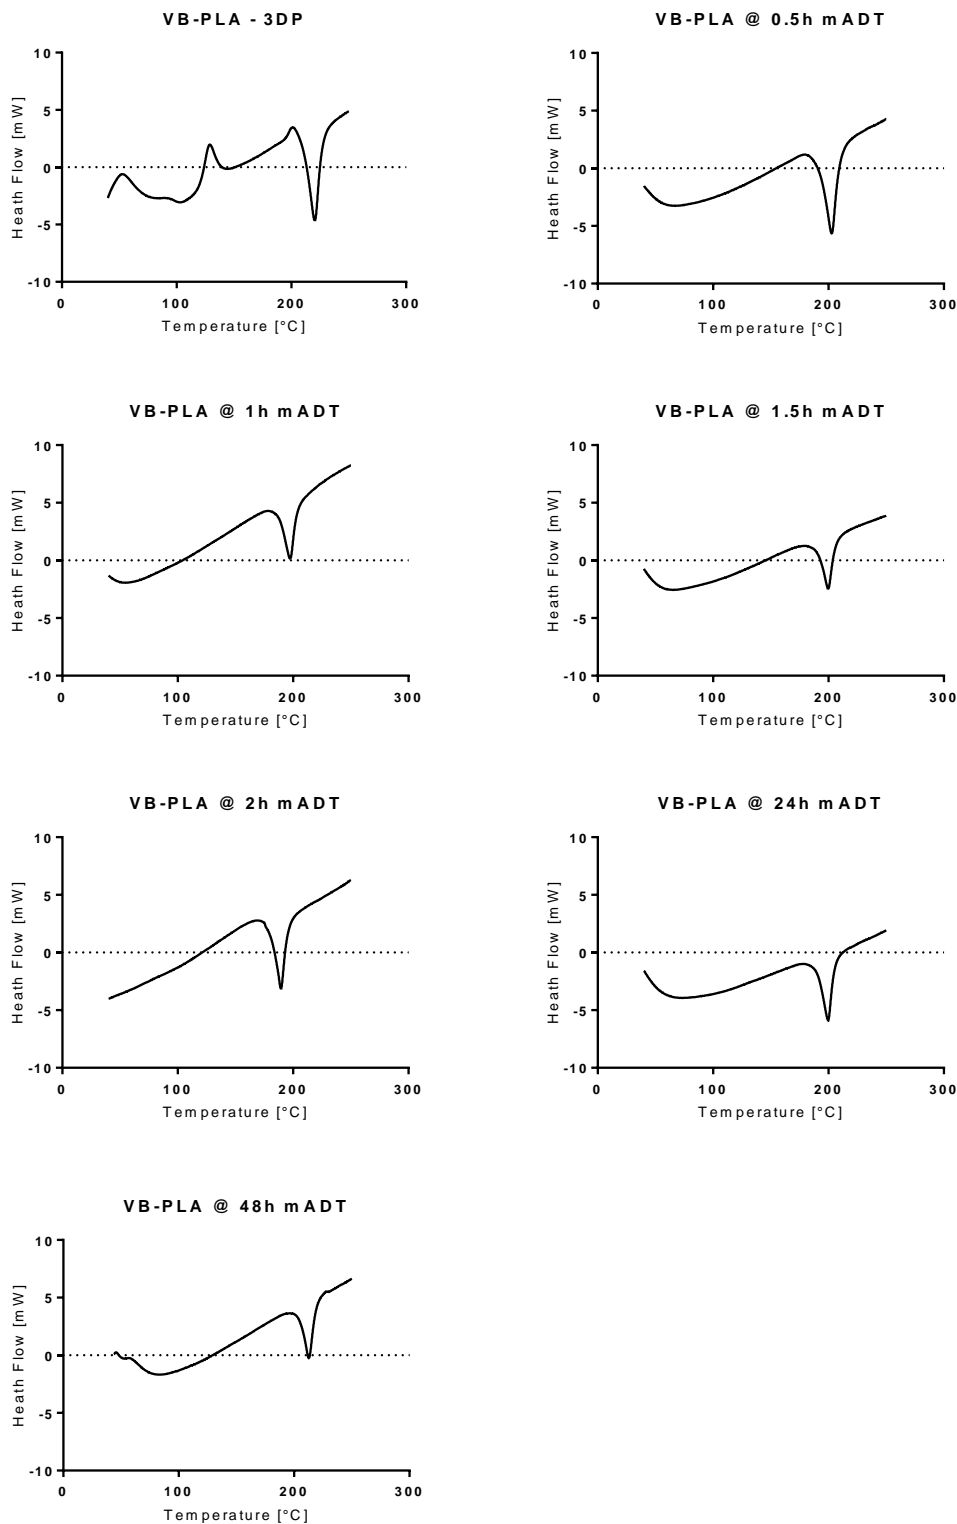 VB-PLA - 3DP
10
5
0
-5
-10
0 100 200 300
Heath Flow [mW]
Temperature [°C]
VB-PLA @ 0.5h mADT
10
5
0
-5
-10
0 100 200 300
Heath Flow [mW]
Temperature [°C]
VB-PLA @ 1h mADT
10
5
0
-5
-10
0 100 200 300
Heath Flow [mW]
Temperature [°C]
VB-PLA @ 1.5h mADT
10
5
0
-5
-10
0 100 200 300
Heath Flow [mW]
Temperature [°C]
VB-PLA @ 2h mADT
10
5
0
-5
-10
0 100 200 300
Heath Flow [mW]
Temperature [°C]
VB-PLA @ 24h mADT
10
5
0
-5
-10
0 100 200 300
Heath Flow [mW]
Temperature [°C]
VB-PLA @ 48h mADT
10
5
0
-5
-10
0 100 200 300
Heath Flow [mW]
Temperature [°C]